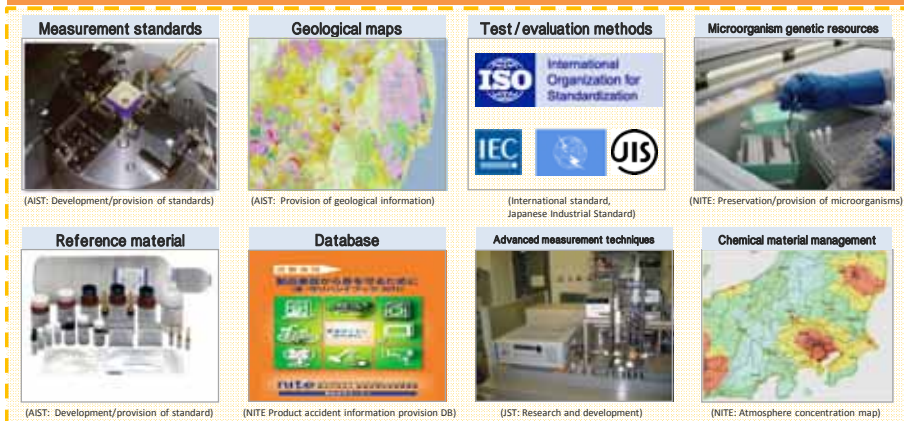 Measurement standards
Geological maps
Test / evaluation methods
Microorganism genetic resources
ISO
International
Organization for
Standardization
IEC
JIS
(AIST: Development/provision of standards)
(AIST: Provision of geological information)
(International standard,
Japanese Industrial Standard)
(NITE: Preservation/provision of microorganisms)
Reference material
Database
Advanced measurement techniques
Chemical material management
nite
(AIST: Development/provision of standard)
(NITE Product accident information provision DB)
(JST: Research and development)
(NITE: Atmosphere concentration map)